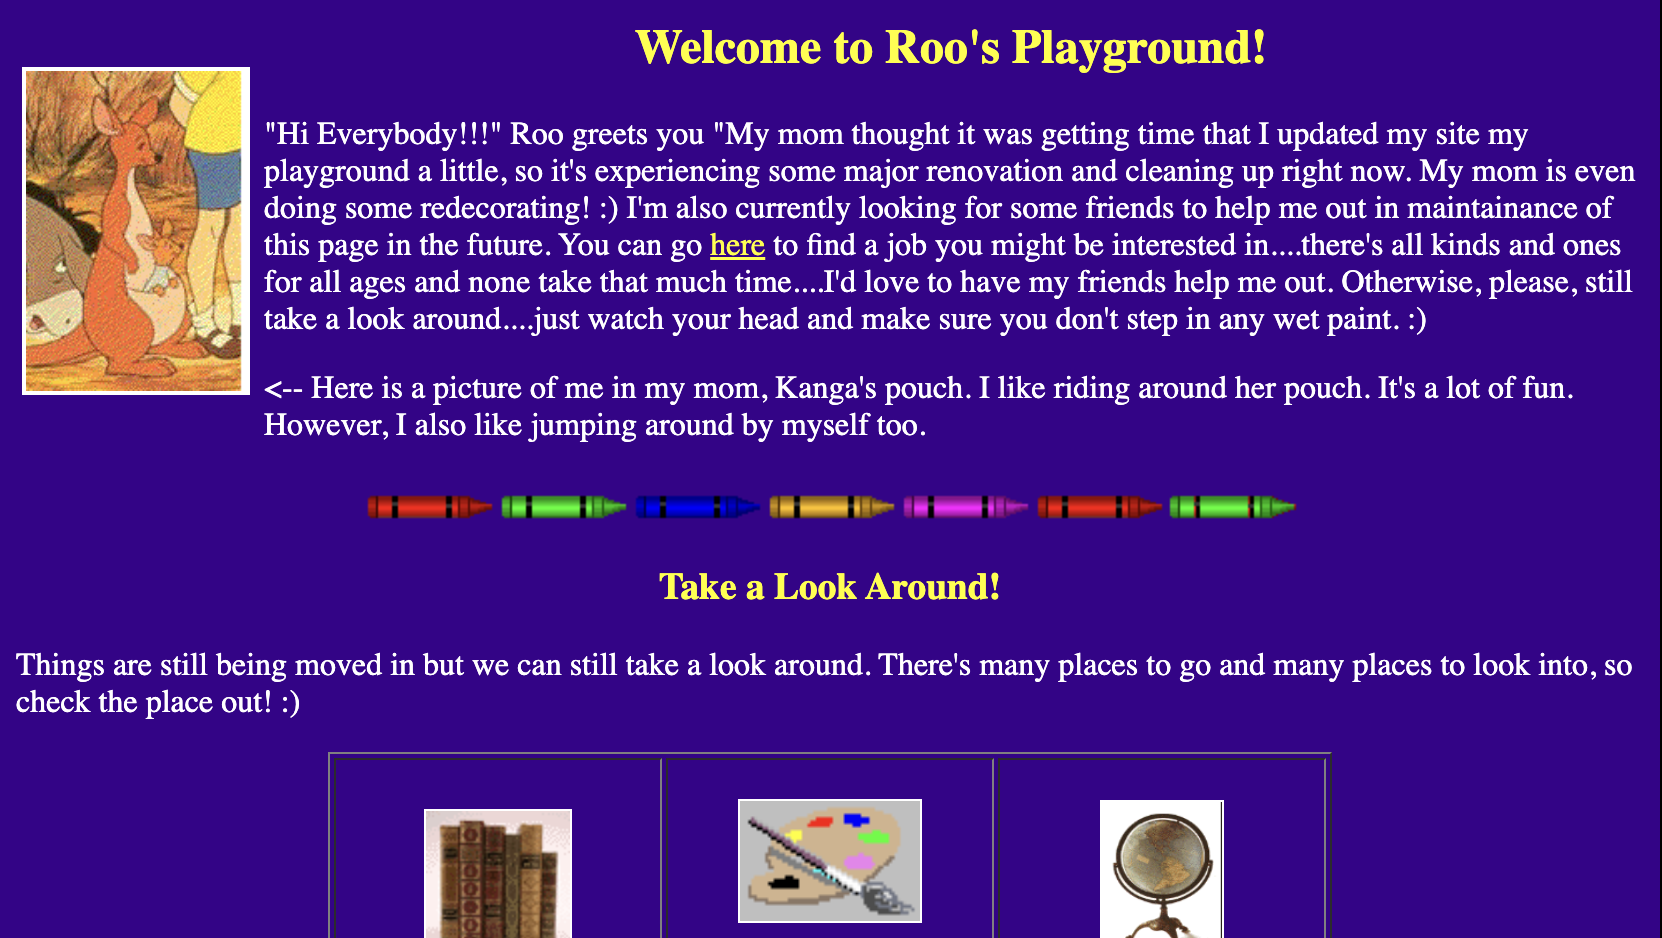 Welcome to Roo's Playground!
"Hi Everybody!!!" Roo greets you "My mom thought it was getting time that I updated my site my
playground a little, so it's experiencing some major renovation and cleaning up right now. My mom is even
doing some redecorating! :) I'm also currently looking for some friends to help me out in maintainance of
this page in the future. You can go here to find a job you might be interested in....there's all kinds and ones
for all ages and none take that much time....I'd love to have my friends help me out. Otherwise, please, still
take a look around....just watch your head and make sure you don't step in any wet paint. :)
<-- Here is a picture of me in my mom, Kanga's pouch. I like riding around her pouch. It's a lot of fun.
However, I also like jumping around by myself too.
Take a Look Around!
Things are still being moved in but we can still take a look around. There's many places to go and many places to look into, so
check the place out! :)